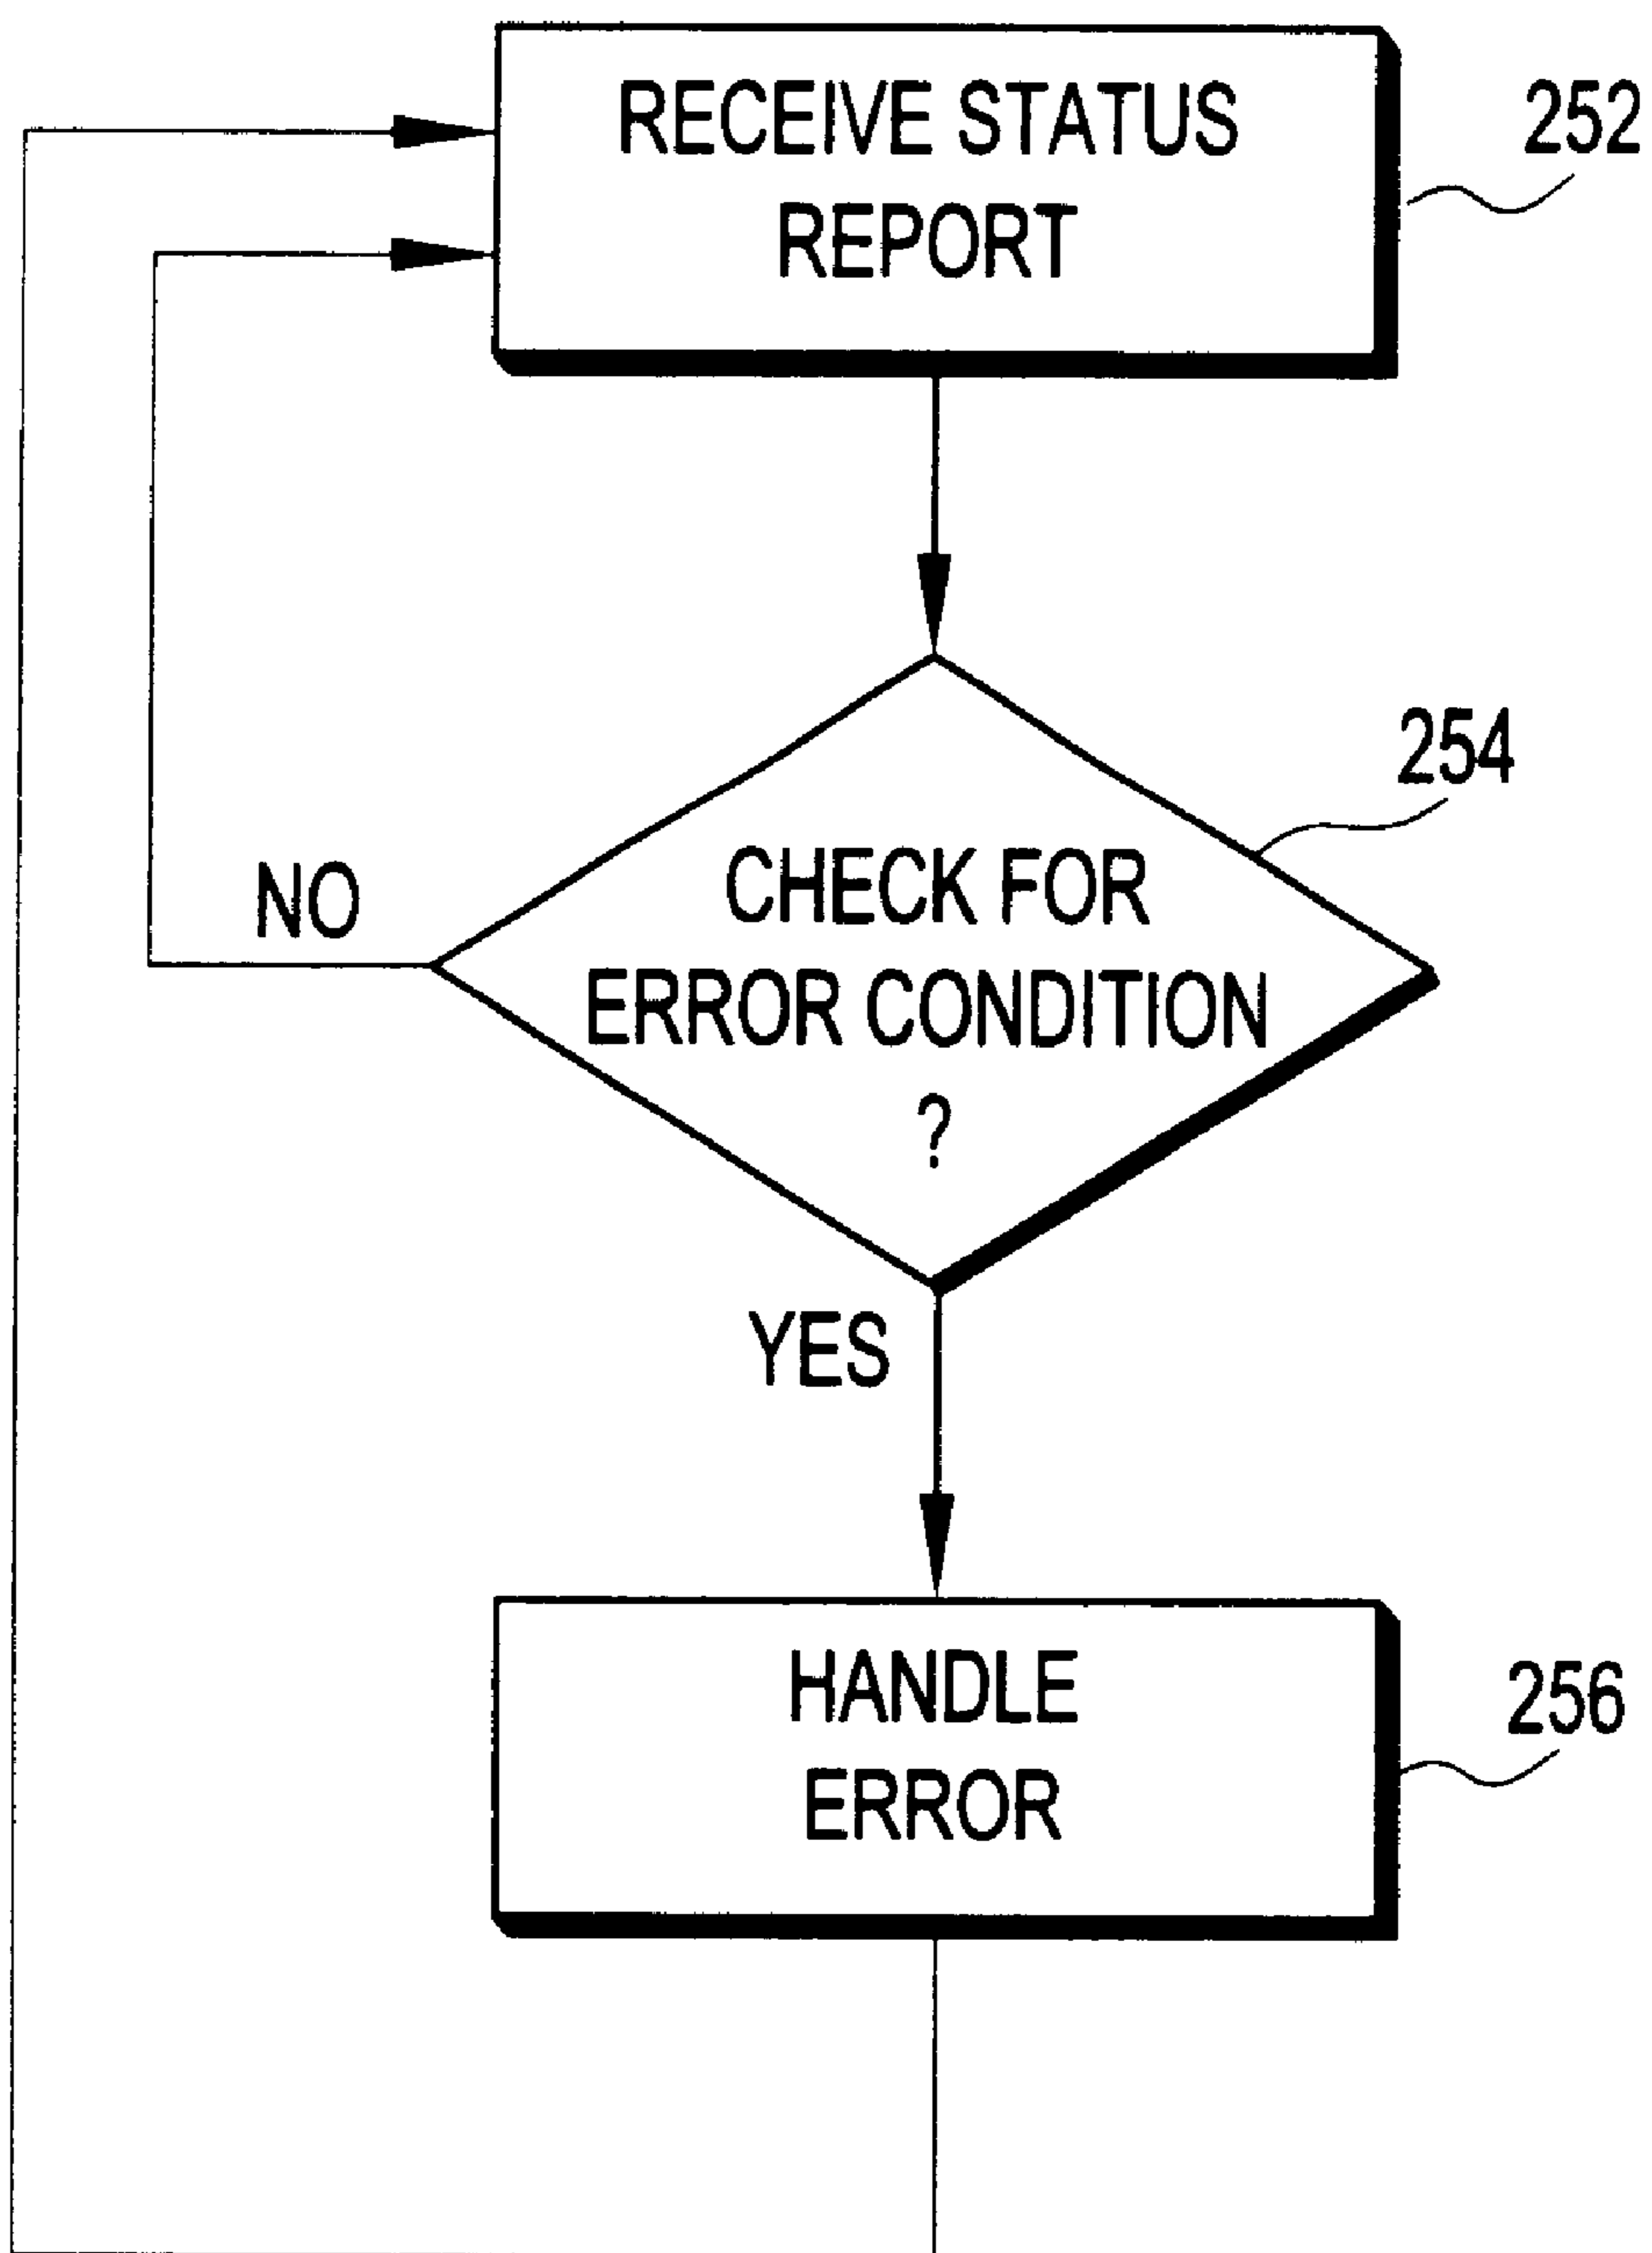 RECEIVE STATUS
REPORT
252
254
CHECK FOR
ERROR CONDITION
?
NO
YES
HANDLE
ERROR
256